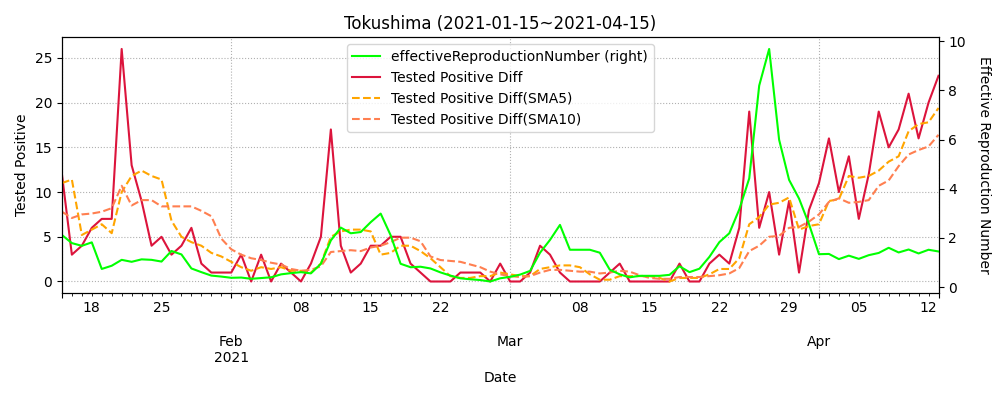 Tokushima (2021-01-15~2021-04-15)
effectiveReproductionNumber (right)
Tested Positive Diff
Tested Positive Diff(SMA5)
Tested Positive Diff(SMA10)
Tested Positive
25
20
15
10
5
0
10
8
6
4
2
0
Effective Reproduction Number
18 25 08 15 22 08 15 22 29 05 12
Feb Mar Apr
2021
Date